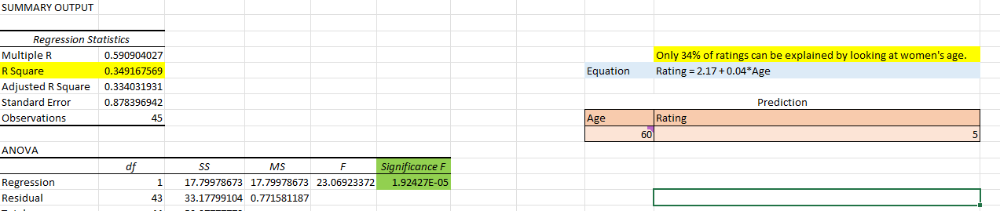 SUMMARY OUTPUT
Regression Statistics
Multiple R 0.590904027
Only 34% of ratings can be explained by looking at women's age.
R Square 0.349167569
Equation Rating = 2.17 + 0.04*Age
Adjusted R Square 0.334031931
Standard Error 0.878396942
Prediction
Observations 45
Age Rating
60 5
ANOVA
df SS MS F Significance F
Regression 1 17.79978673 17.79978673 23.06923372 1.92427E-05
Residual 43 33.17799104 0.771581187